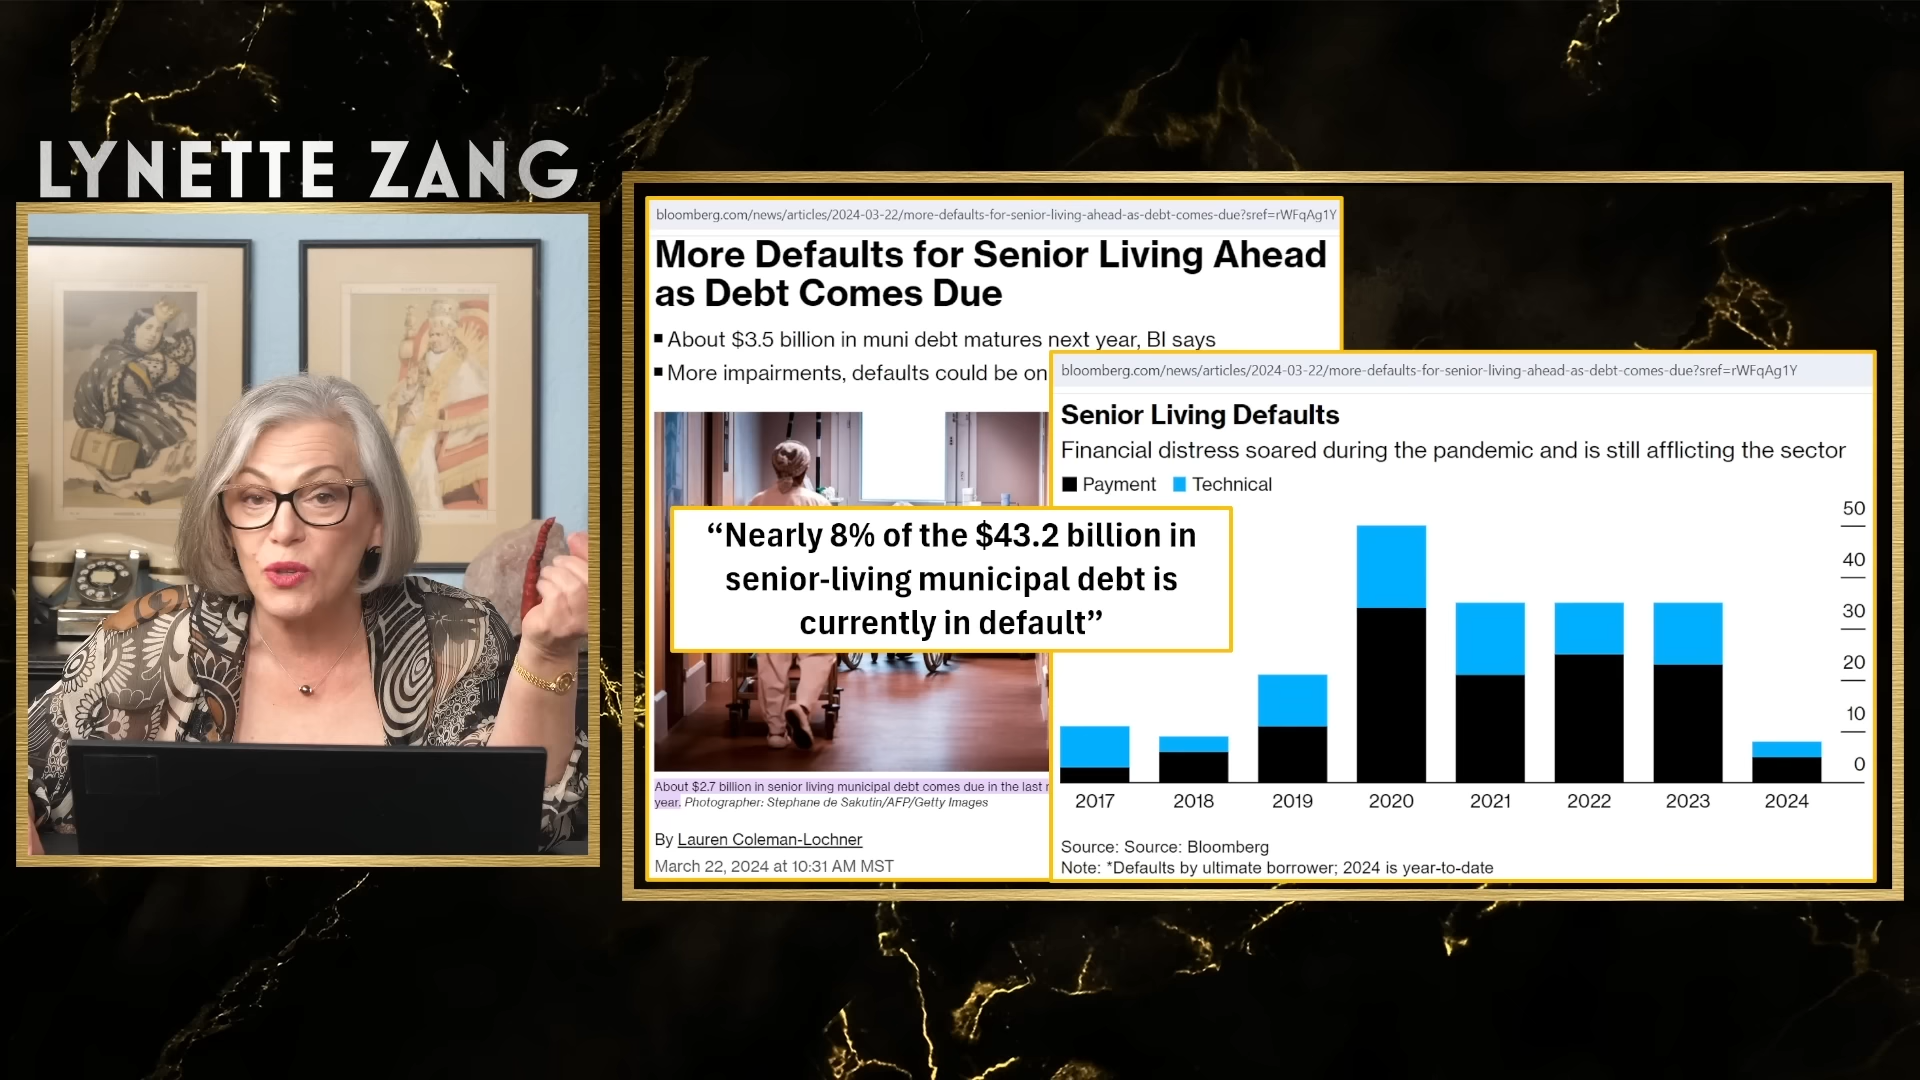 LYNETTE ZANG
bloomberg.com/news/articles/2024-03-22/more-defaults-for-senior-living-ahead-as-debt-comes-due?sref=rWFqAg1Y
More Defaults for Senior Living Ahead
as Debt Comes Due
■ About $3.5 billion in muni debt matures next year, BI says
■ More impairments, defaults could be on
“Nearly 8% of the $43.2 billion in
senior-living municipal debt is
currently in default”
About $2.7 billion in senior living municipal debt comes due in the last
year. Photographer: Stephane de Sakutin/AFP/Getty Images
By Lauren Coleman-Lochner
March 22, 2024 at 10:31 AM MST
bloomberg.com/news/articles/2024-03-22/more-defaults-for-senior-living-ahead-as-debt-comes-due?sref=rWFqAg1Y
Senior Living Defaults
Financial distress soared during the pandemic and is still afflicting the sector
Payment Technical
50
40
30
20
10
0
2017 2018 2019 2020 2021 2022 2023 2024
Source: Source: Bloomberg
Note: *Defaults by ultimate borrower; 2024 is year-to-date